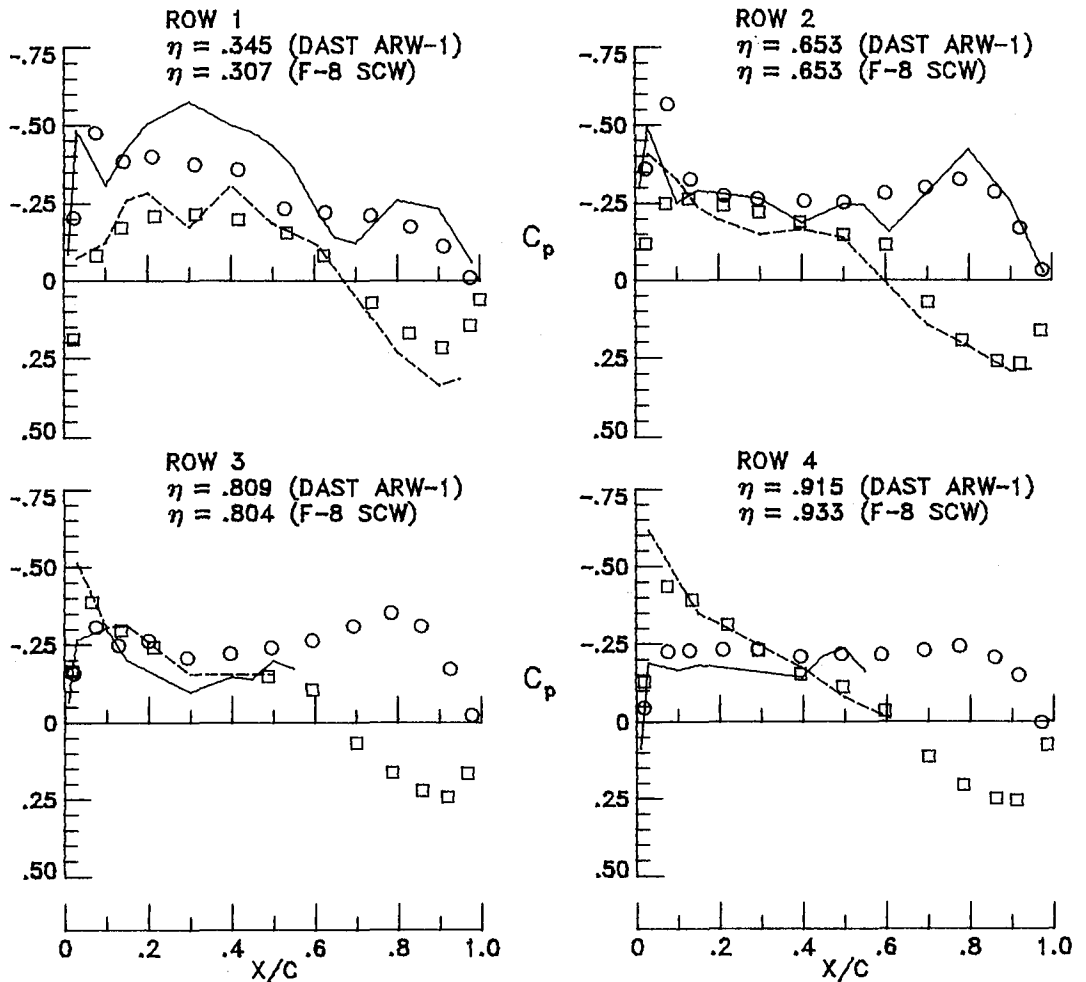 ROW 1
η = .345 (DAST ARW-1)
η = .307 (F-8 SCW)
-.75
-.50
-.25
0
.25
.50
ROW 2
η = .653 (DAST ARW-1)
η = .653 (F-8 SCW)
-.75
-.50
-.25
Cp
0
.25
.50
ROW 3
η = .809 (DAST ARW-1)
η = .804 (F-8 SCW)
-.75
-.50
-.25
0
.25
.50
0 .2 .4 .6 .8 1.0
X/C
ROW 4
η = .915 (DAST ARW-1)
η = .933 (F-8 SCW)
-.75
-.50
-.25
Cp
0
.25
.50
0 .2 .4 .6 .8 1.0
X/C